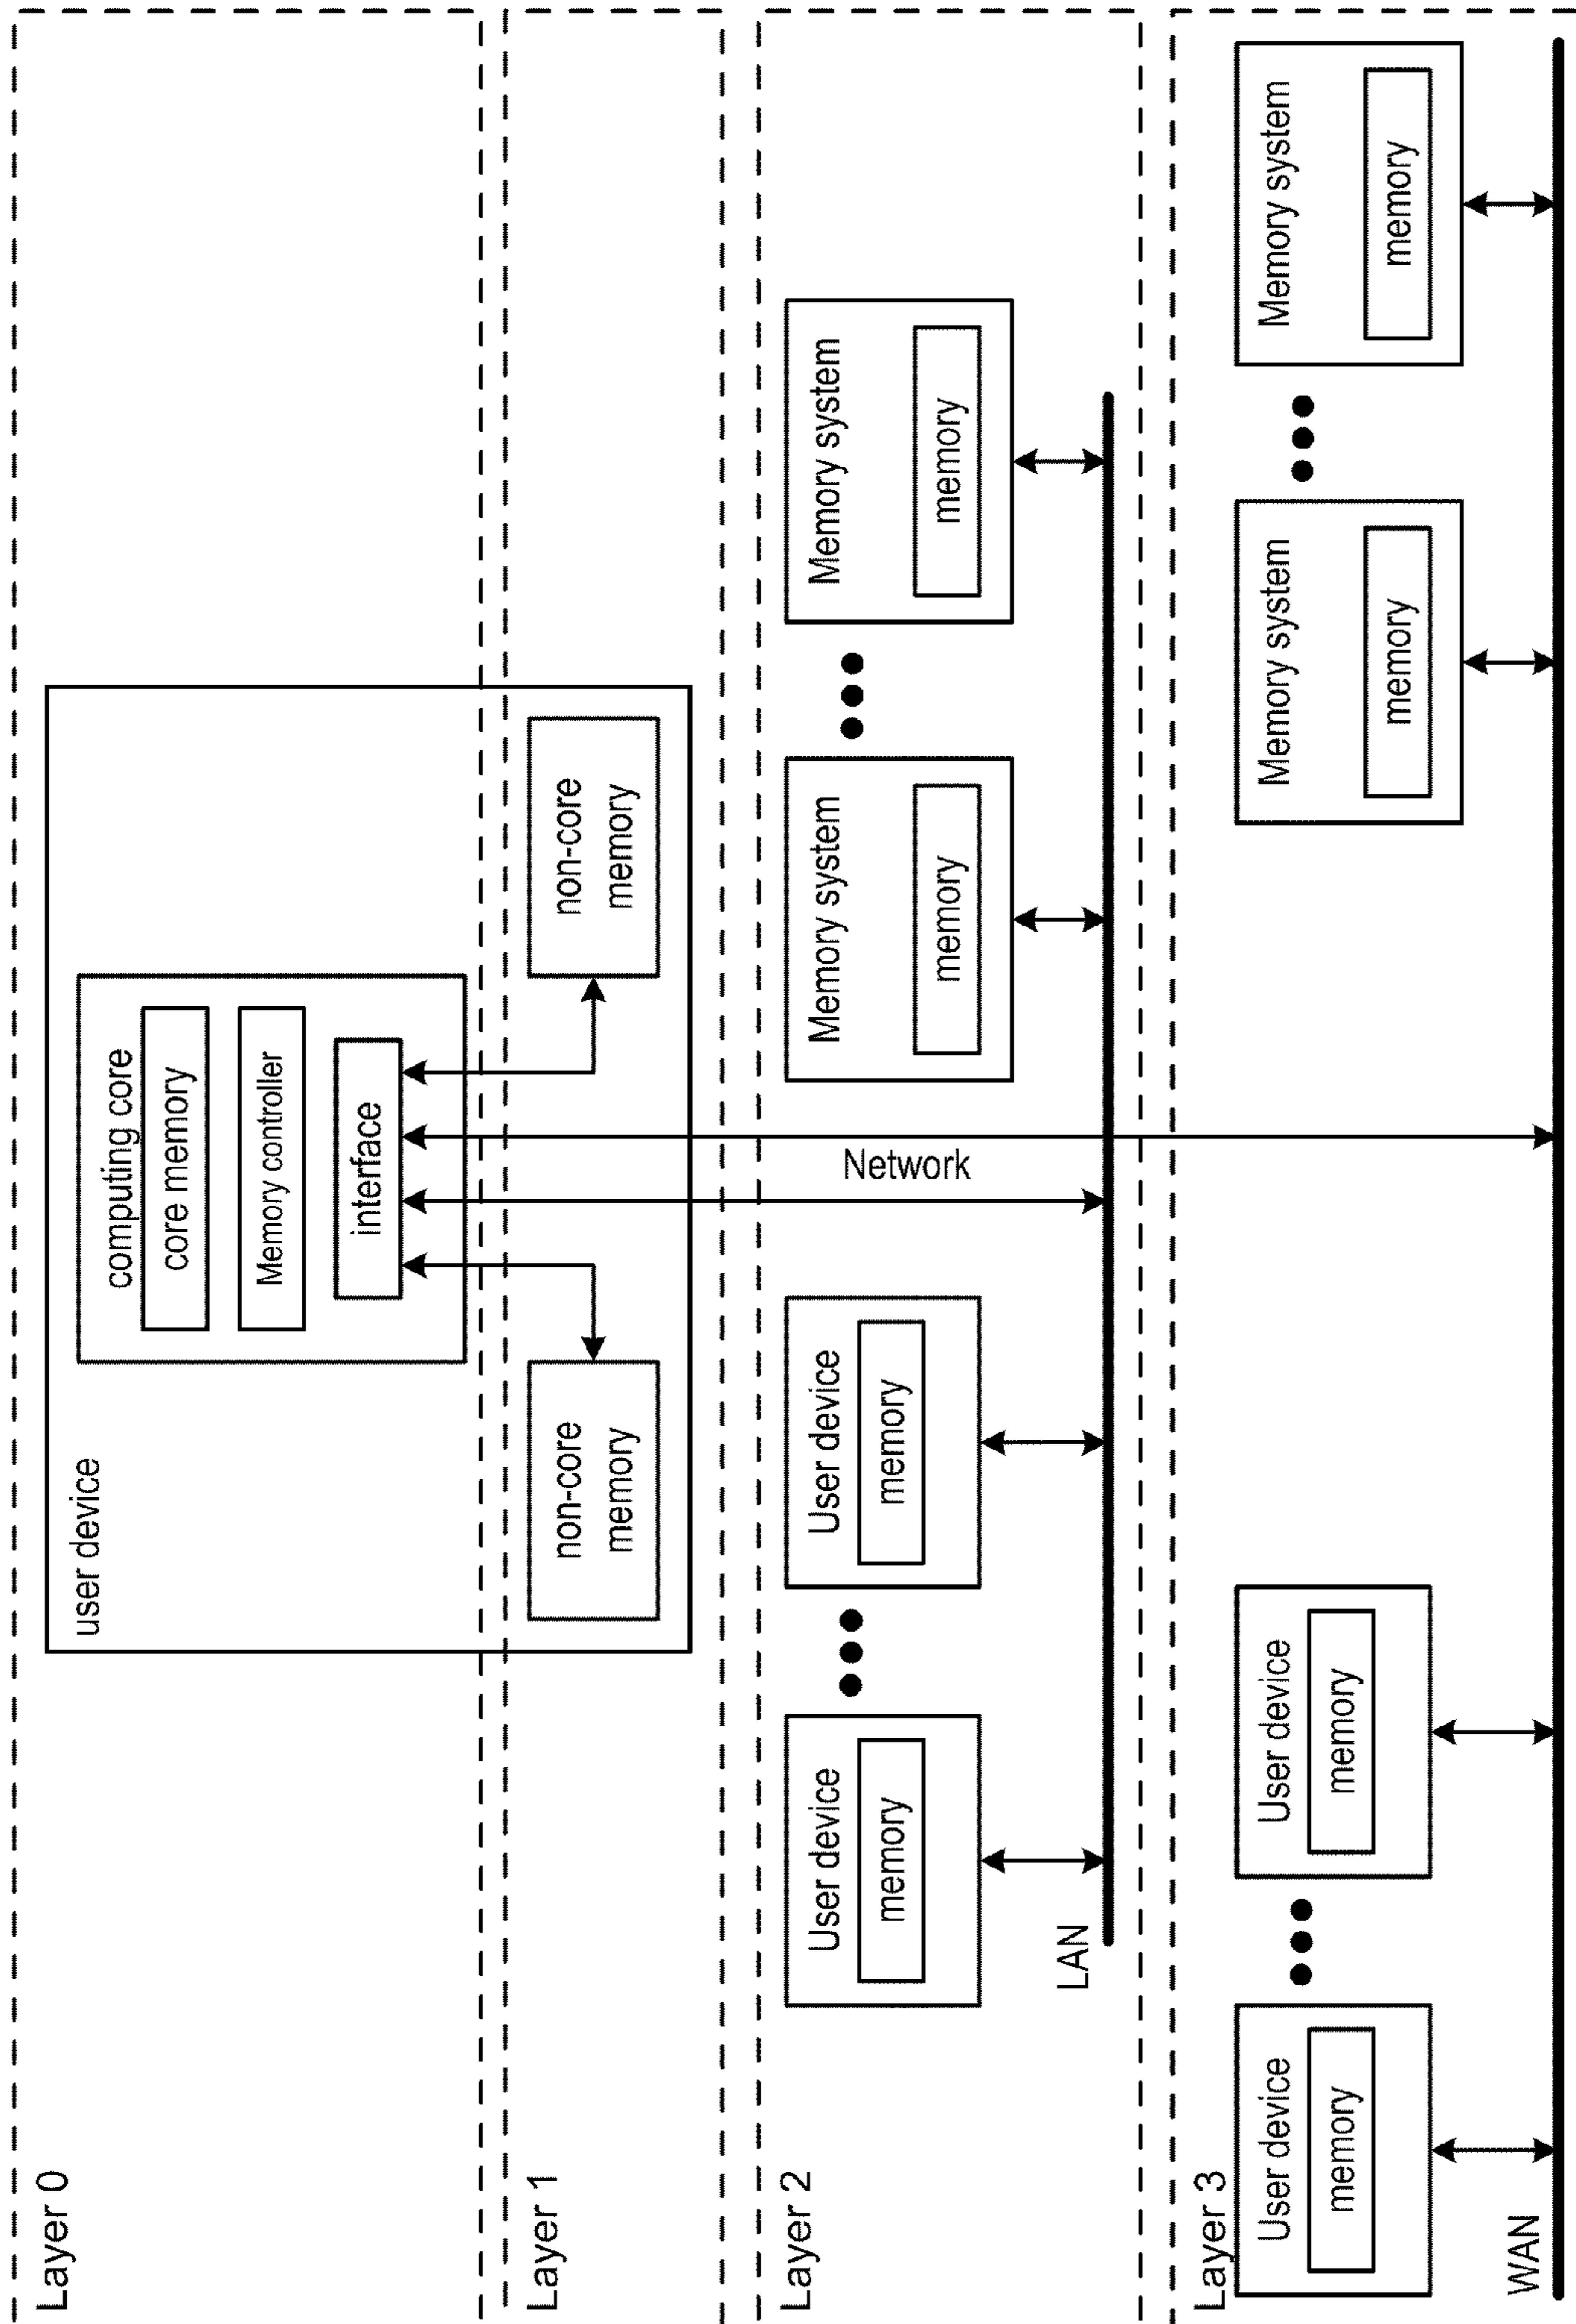 Layer 0
user device
computing core
core memory
Memory controller
interface
Layer 1
non-core
memory
non-core
memory
Layer 2
User device
memory
User device
memory
Network
Memory system
memory
Memory system
memory
LAN
Layer 3
User device
memory
User device
memory
Memory system
memory
Memory system
memory
WAN